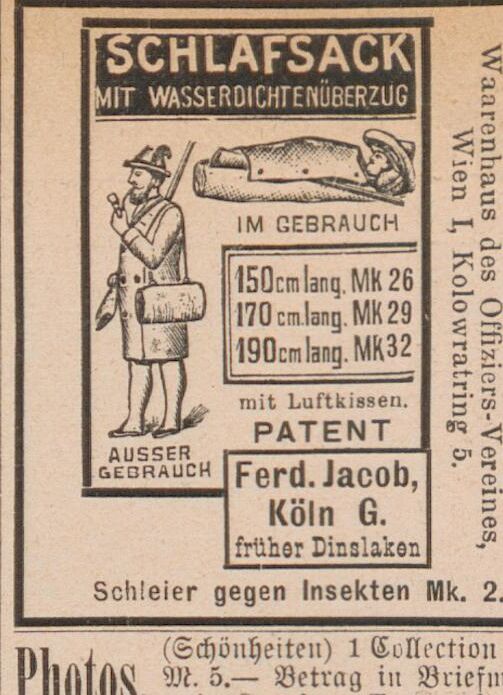 SCHLAFSACK
MIT WASSERDICHTENÜBERZUG
IM GEBRAUCH
150cm lang. MK 26
170 cm.lang. MK 29
190cm lang. MK 32
mit Luftkissen.
PATENT
AUSSER
GEBRAUCH
Ferd. Jacob,
Köln G.
früher Dinslaken
Schleier gegen Insekten Mk. 2.
Waarenhaus des Offiziers-Vereines,
Wien I, Kolowratring 5.
Photos
(Schönheiten) 1 Collection
M. 5.— Betrag in Briefm